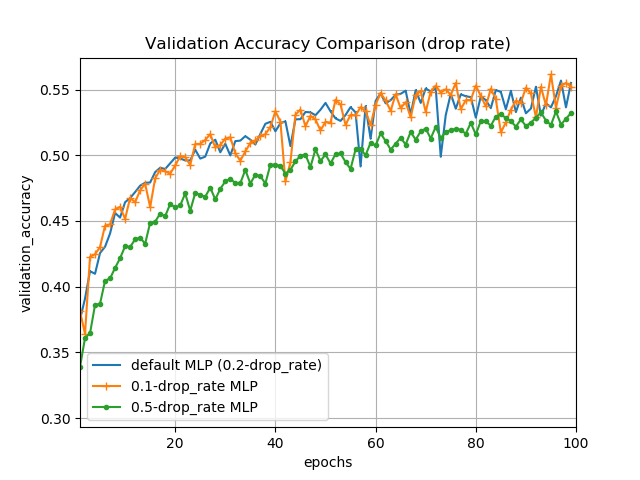 Validation Accuracy Comparison (drop rate)
validation_accuracy
0.55
0.50
0.45
0.40
0.35
0.30
default MLP (0.2-drop_rate)
0.1-drop_rate MLP
0.5-drop_rate MLP
20 40 60 80 100
epochs